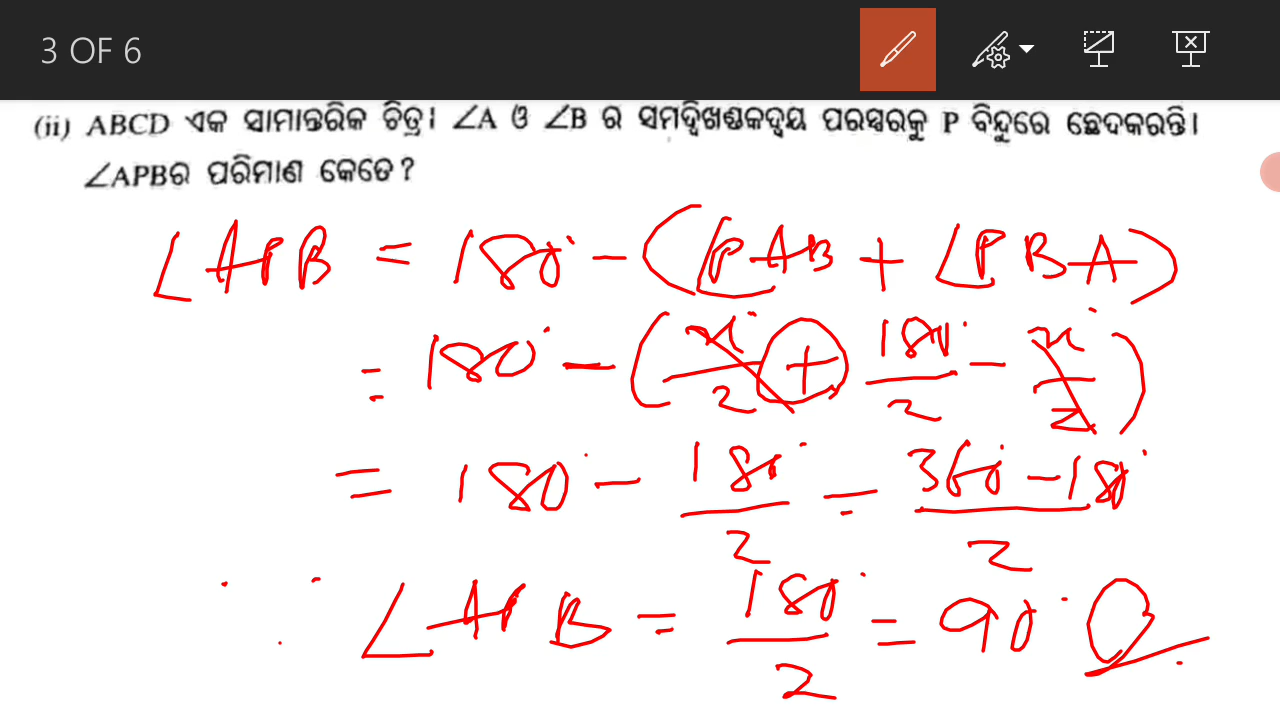 3 OF 6
(ii) ABCD ଏକ ସାମାନ୍ତରିକ ଚିତ୍ର। ∠A ଓ ∠B ର ସମଦ୍ବିଖଣ୍ଡକଦ୍ବୟ ପରସ୍ପରକୁ P ବିନ୍ଦୁରେ ଛେଦକରନ୍ତି।
∠APBର ପରିମାଣ କେତେ?
∠APB = 180° - (∠PAB + ∠PBA)
= 180° - (x°/2 + 180°/2 - x°/2)
= 180° - 180°/2 = 360° - 180°/2
∴ ∠APB = 180°/2 = 90°